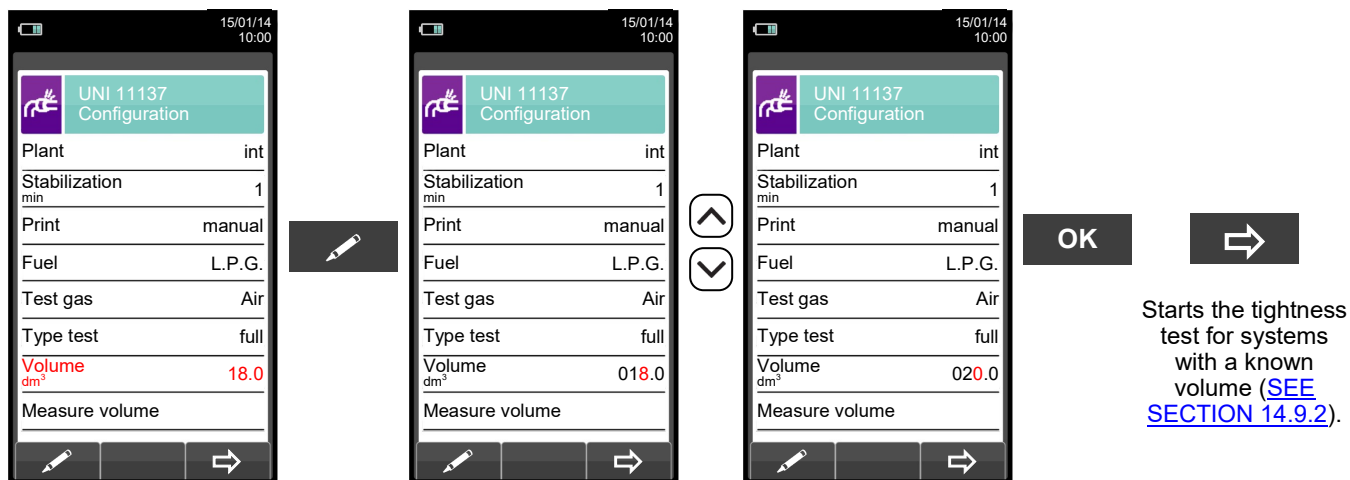 15/01/14
10:00
UNI 11137
Configuration
Plant int
Stabilization
min 1
Print manual
Fuel L.P.G.
Test gas Air
Type test full
Volume
dm³ 18.0
Measure volume
15/01/14
10:00
UNI 11137
Configuration
Plant int
Stabilization
min 1
Print manual
Fuel L.P.G.
Test gas Air
Type test full
Volume
dm³ 018.0
Measure volume
15/01/14
10:00
UNI 11137
Configuration
Plant int
Stabilization
min 1
Print manual
Fuel L.P.G.
Test gas Air
Type test full
Volume
dm³ 020.0
Measure volume
OK
Starts the tightness
test for systems
with a known
volume (SEE
SECTION 14.9.2).